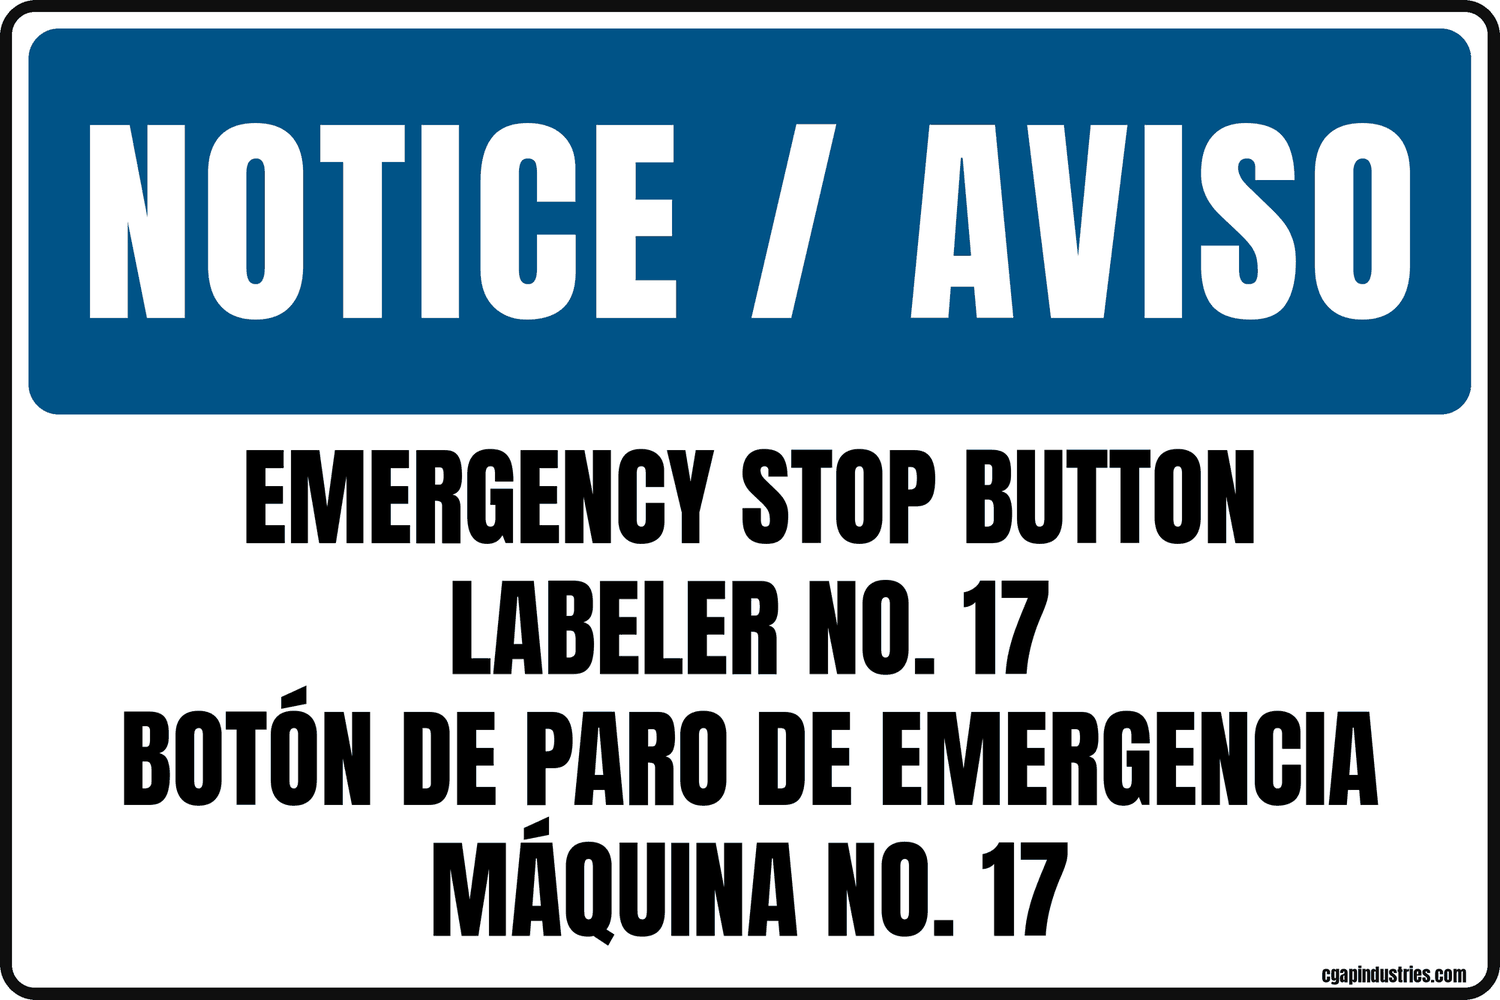 NOTICE / AVISO
EMERGENCY STOP BUTTON
LABELER NO. 17
BOTÓN DE PARO DE EMERGENCIA
MÁQUINA NO. 17
cgapindustries.com